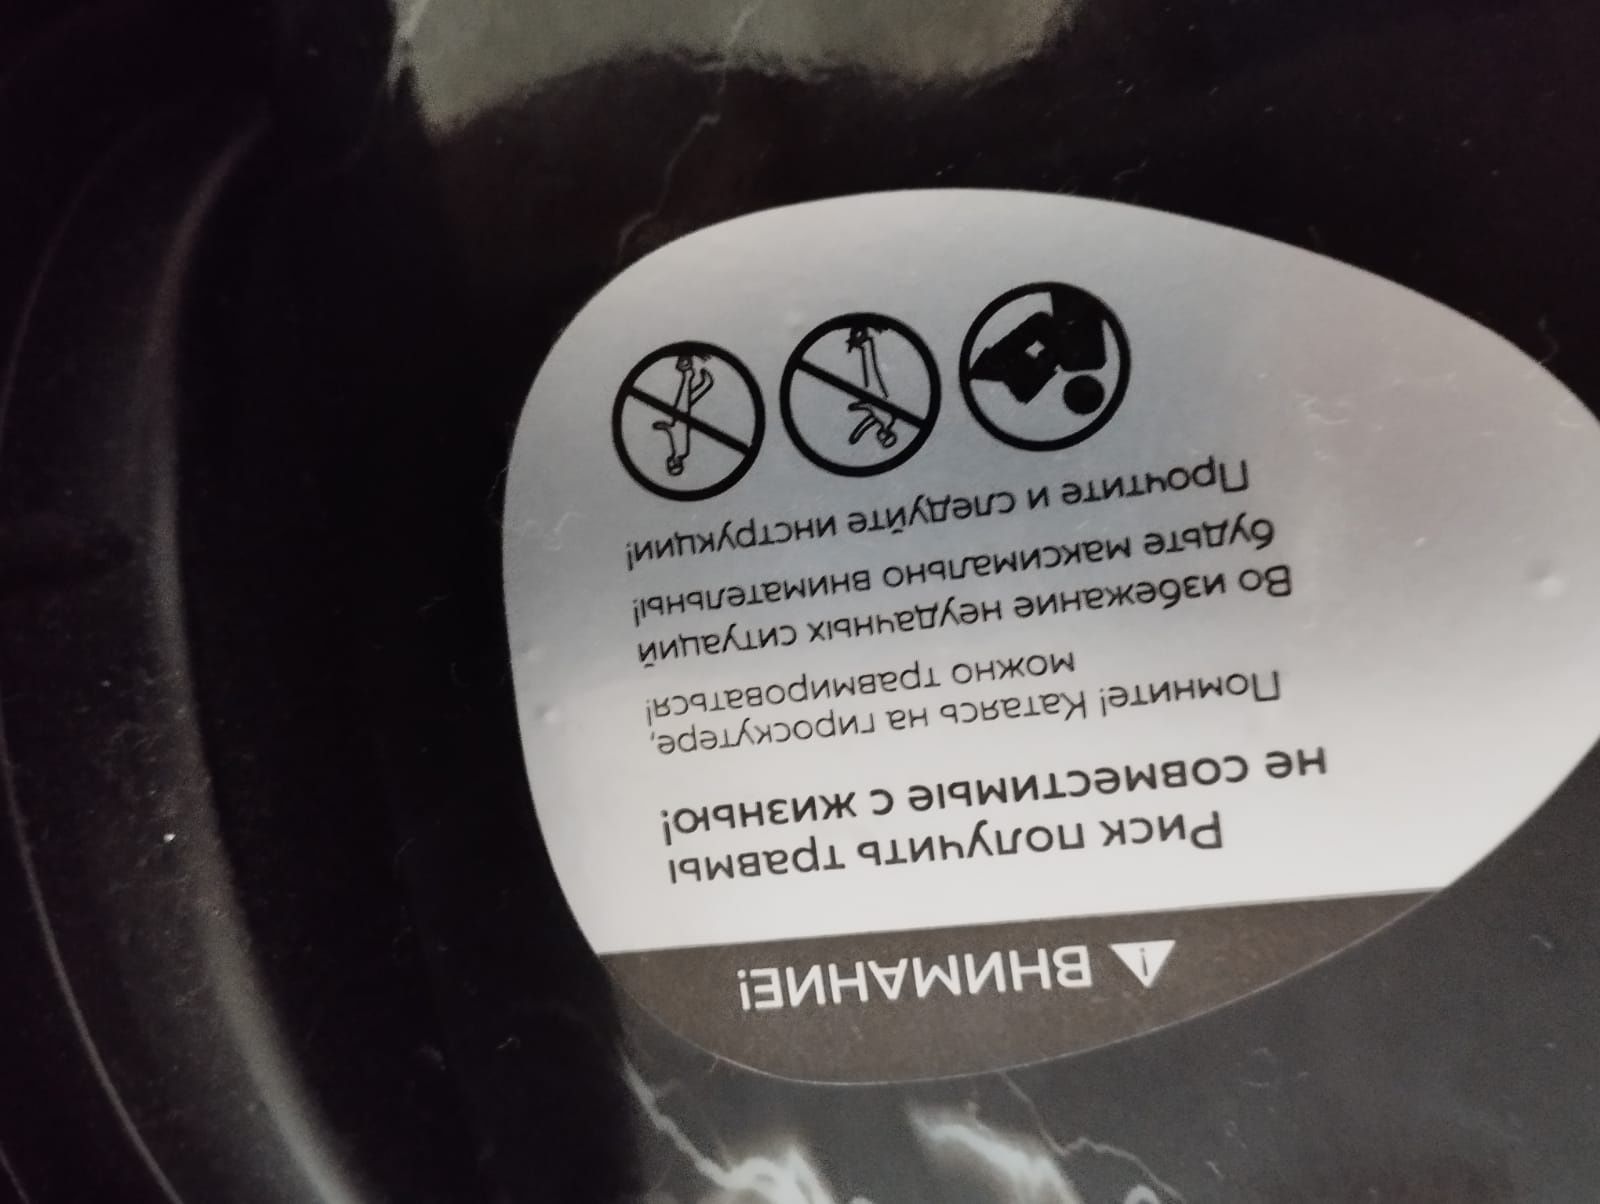 ВНИМАНИЕ!
Риск получить травмы
не совместимые с жизнью!
Помните! Катаясь на гироскутере,
можно травмироваться!
Во избежание неудачных ситуаций
будьте максимально внимательны!
Прочтите и следуйте инструкции!